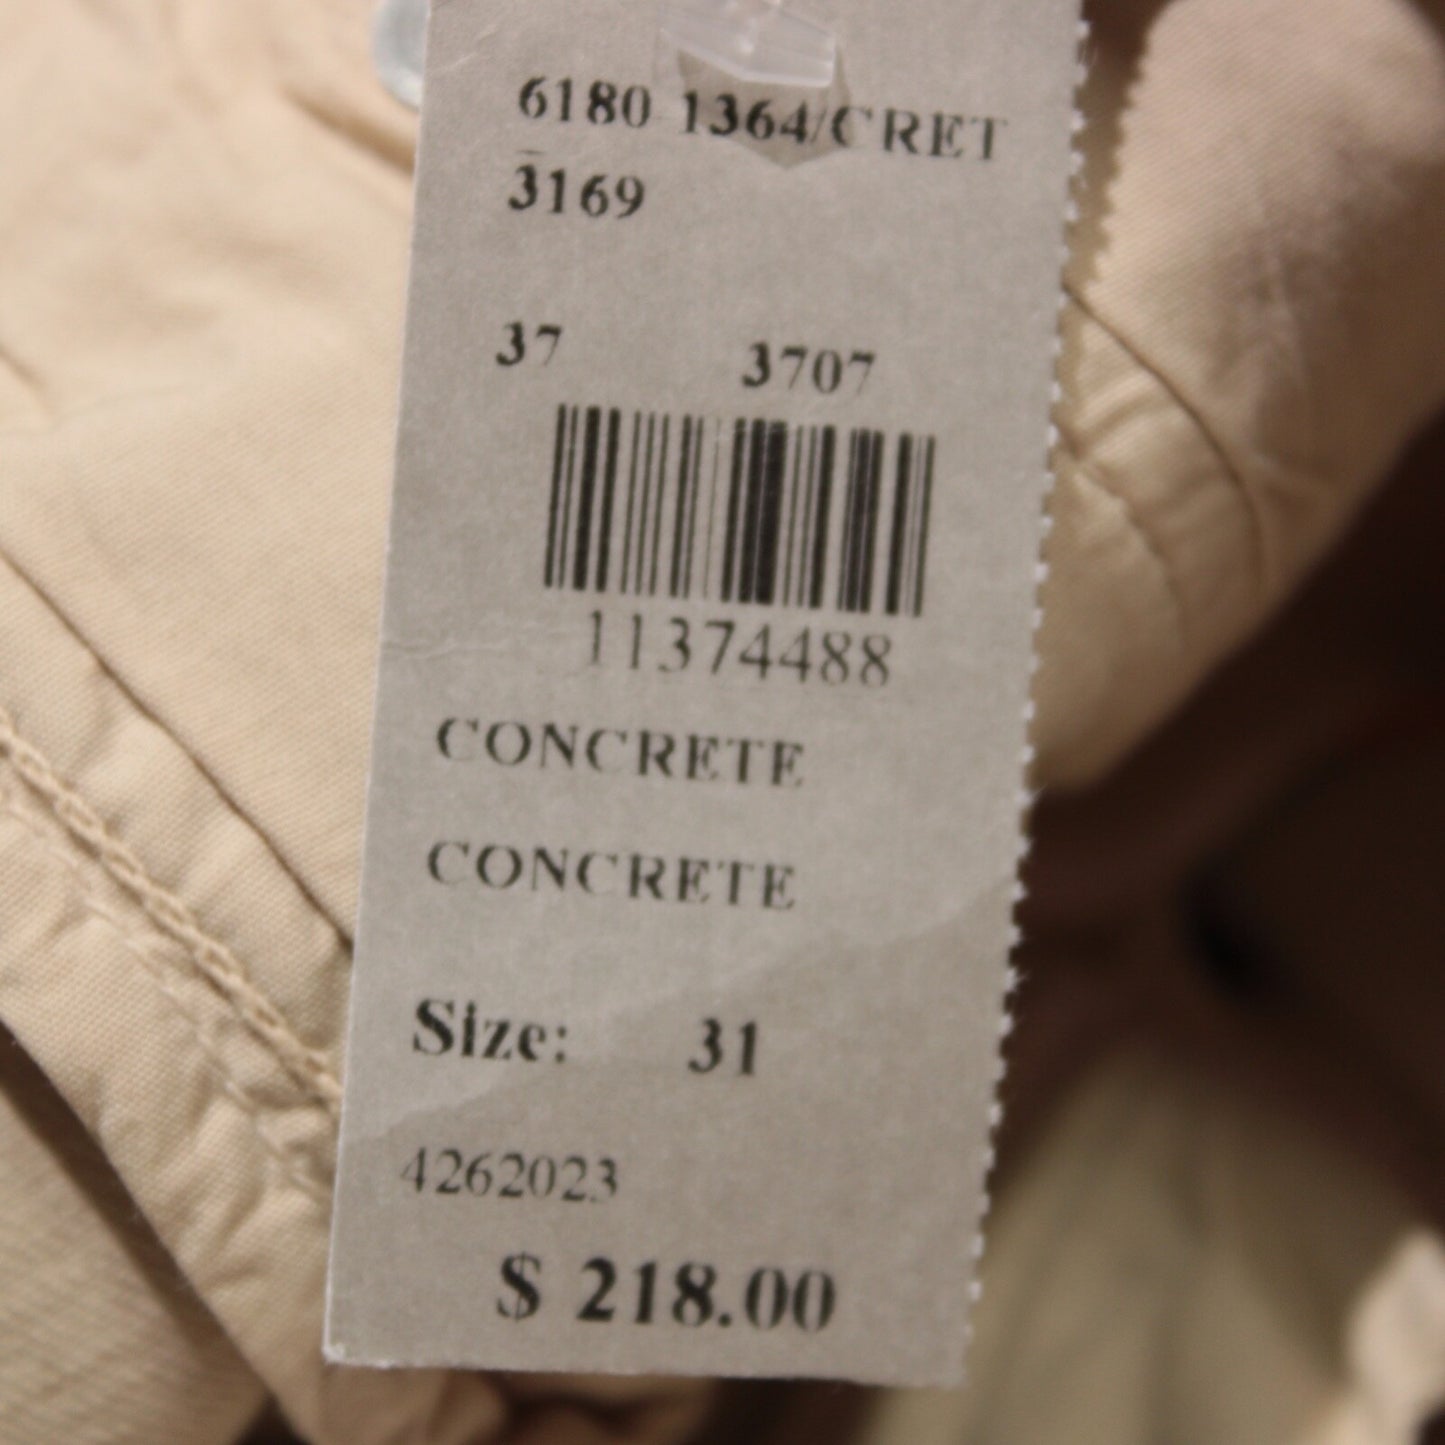 6180 1364/CRET
3169
37 3707
11374488
CONCRETE
CONCRETE
Size: 31
4262023
$ 218.00